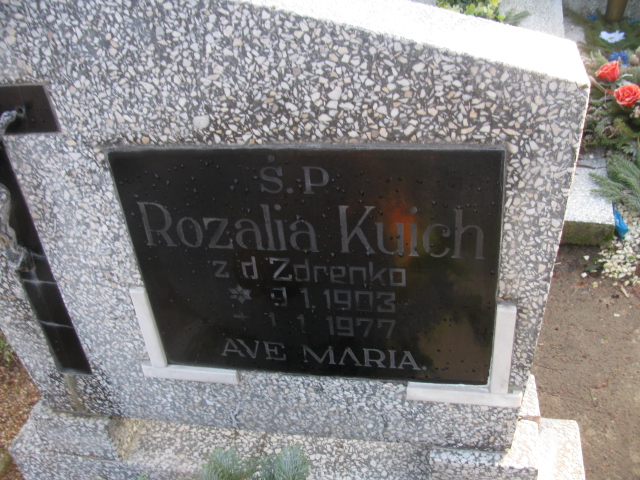 Ś.P
Rozalia Kuich
z d Zdrenko
* 9 1.1903
+ 1 1 1977
AVE MARIA.